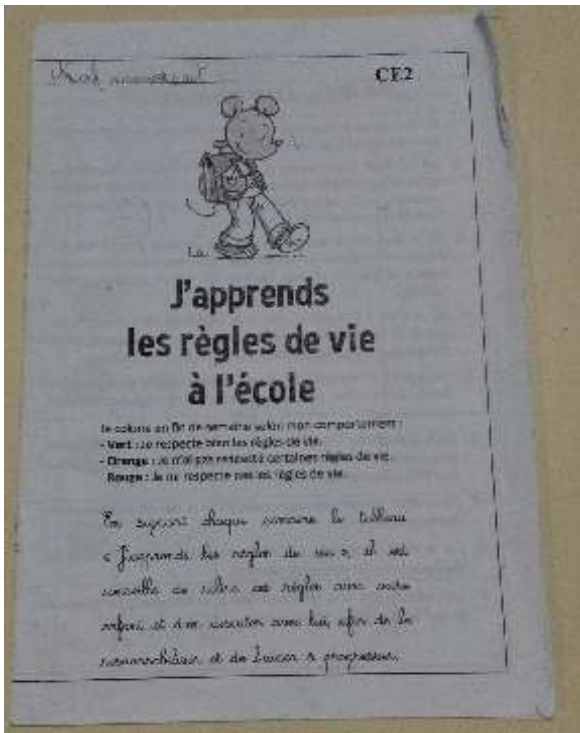 CE2
J'apprends
les règles de vie
à l'école
Je colorie en fin de semaine selon mon comportement :
- Vert : Je respecte bien les règles de vie.
- Orange : Je n'ai pas respecté certaines règles de vie.
Rouge : Je ne respecte pas les règles de vie.
En signant chaque semaine le tableau
« J'apprends les règles de vie », il est
conseillé de relire ces règles avec votre
enfant et d'en discuter avec lui, afin de le
responsabiliser et de l'aider à progresser.